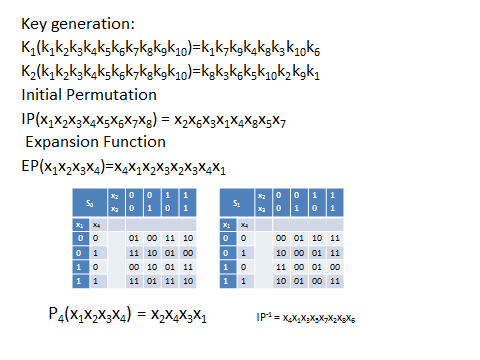 Key generation:
K₁(k₁k₂k₃k₄k₅k₆k₇k₈k₉k₁₀)=k₁k₇k₉k₄k₈k₃k₁₀k₆
K₂(k₁k₂k₃k₄k₅k₆k₇k₈k₉k₁₀)=k₈k₃k₆k₅k₁₀k₂k₉k₁
Initial Permutation
IP(x₁x₂x₃x₄x₅x₆x₇x₈) = x₂x₆x₃x₁x₄x₈x₅x₇
Expansion Function
EP(x₁x₂x₃x₄)=x₄x₁x₂x₃x₂x₃x₄x₁
S₀ x₂ 0 0 1 1
x₃ 0 1 0 1
x₁ x₄
0 0 01 00 11 10
0 1 11 10 01 00
1 0 00 10 01 11
1 1 11 01 11 10
S₁ x₂ 0 0 1 1
x₃ 0 1 0 1
x₁ x₄
0 0 00 01 10 11
0 1 10 00 01 11
1 0 11 00 01 00
1 1 10 01 00 11
P₄(x₁x₂x₃x₄) = x₂x₄x₃x₁
IP⁻¹ = x₄x₁x₃x₅x₇x₂x₈x₆